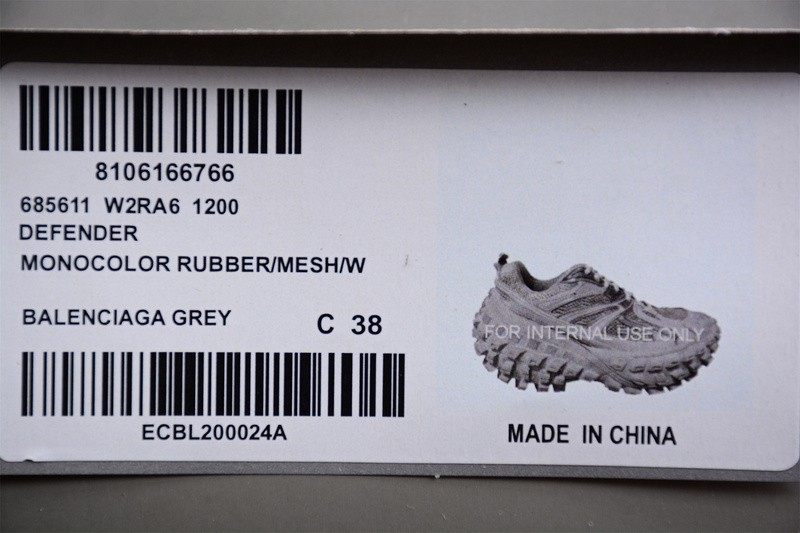 8106166766
685611 W2RA6 1200
DEFENDER
MONOCOLOR RUBBER/MESH/W
BALENCIAGA GREY
C 38
ECBL200024A
FOR INTERNAL USE ONLY
MADE IN CHINA